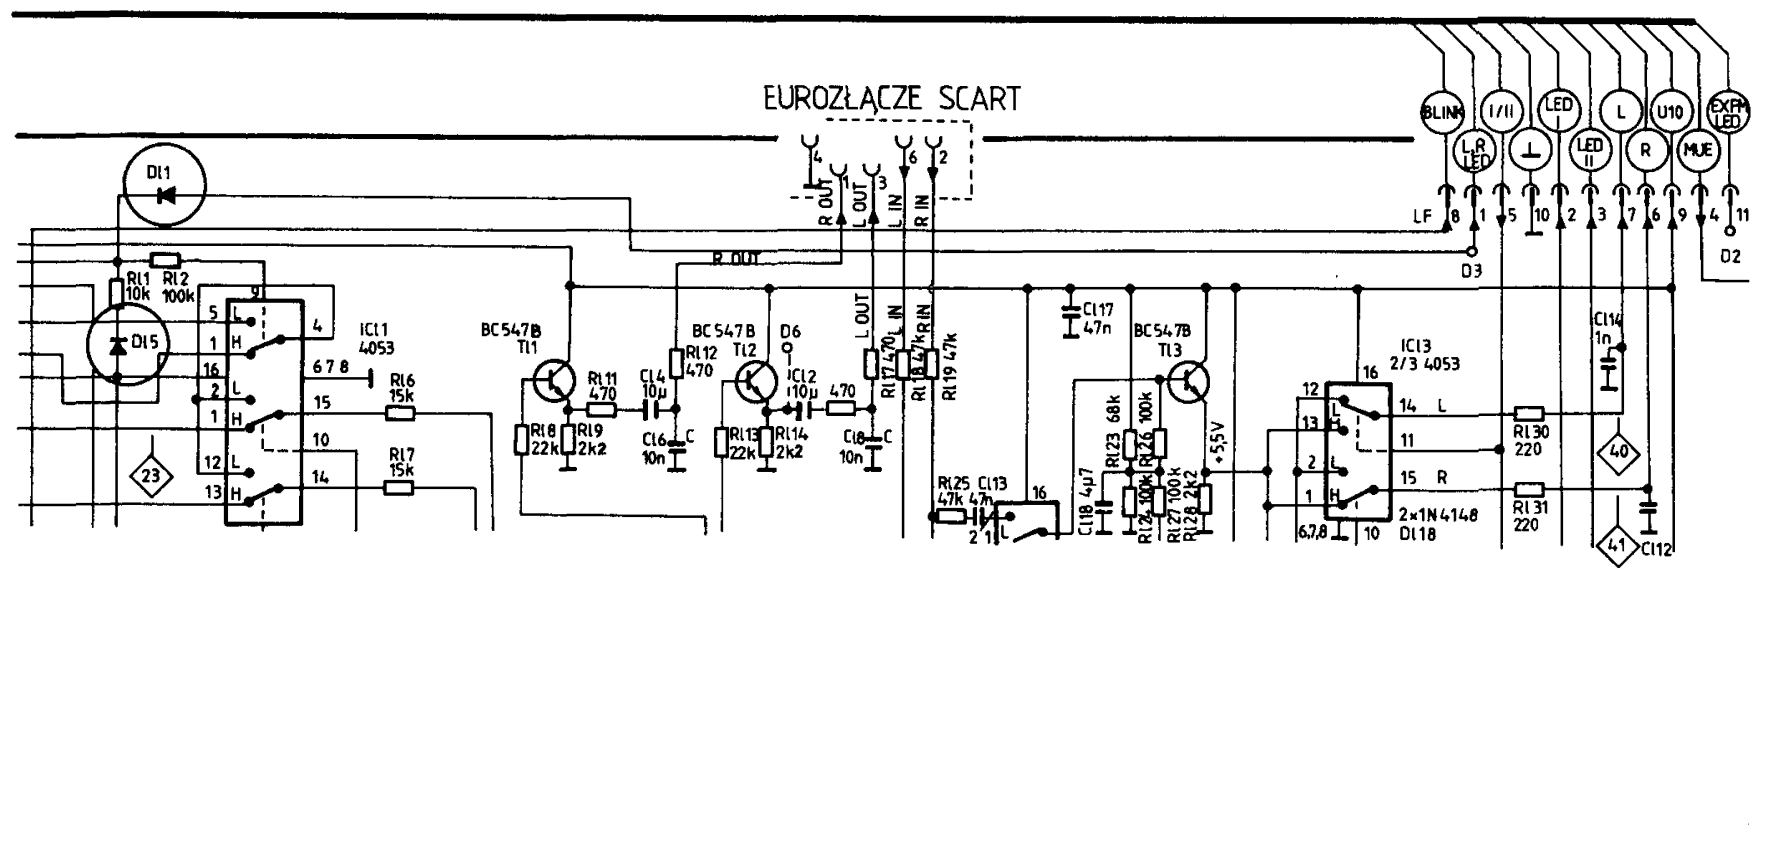 EUROZŁĄCZE SCART
BLINK
L,R LED
I/II
⊥
LED I
LED II
L
R
U10
MUE
EXFM LED
LF 8 1 5 10 2 3 7 6 9 4 11
D3
D2
4 1 3 6 2
R OUT
L OUT
L IN
R IN
R OUT
L OUT
L IN
R IN
Dl1
Rl1
10k
Rl2
100k
Dl5
9
5 L
1 H
4
16
6 7 8
2 L
1 H
15
10
12 L
13 H
14
ICl1
4053
Rl6
15k
Rl7
15k
23
BC547B
Tl1
Rl8
22k
Rl9
2k2
Rl11
470
Cl4
10µ
Rl12
470
Cl6
10n
C
BC547B
Tl2
D6
Cl2
10µ
470
Rl13
22k
Rl14
2k2
Cl8
10n
C
Rl17 470
Rl18 47k
Rl19 47k
Rl25
47k
Cl13
47n
2 1 L
16
Cl17
47n
BC547B
Tl3
Rl23 68k
Rl26 100k
Cl18 4µ7
Rl24 100k
Rl27 100k
Rl28 2k2
+5,5V
ICl3
2/3 4053
16
12 L
13 H
14 L
11
2 L
1 H
15 R
6,7,8
10
2x1N4148
Dl18
Rl30
220
Rl31
220
Cl14
1n
40
41
Cl12